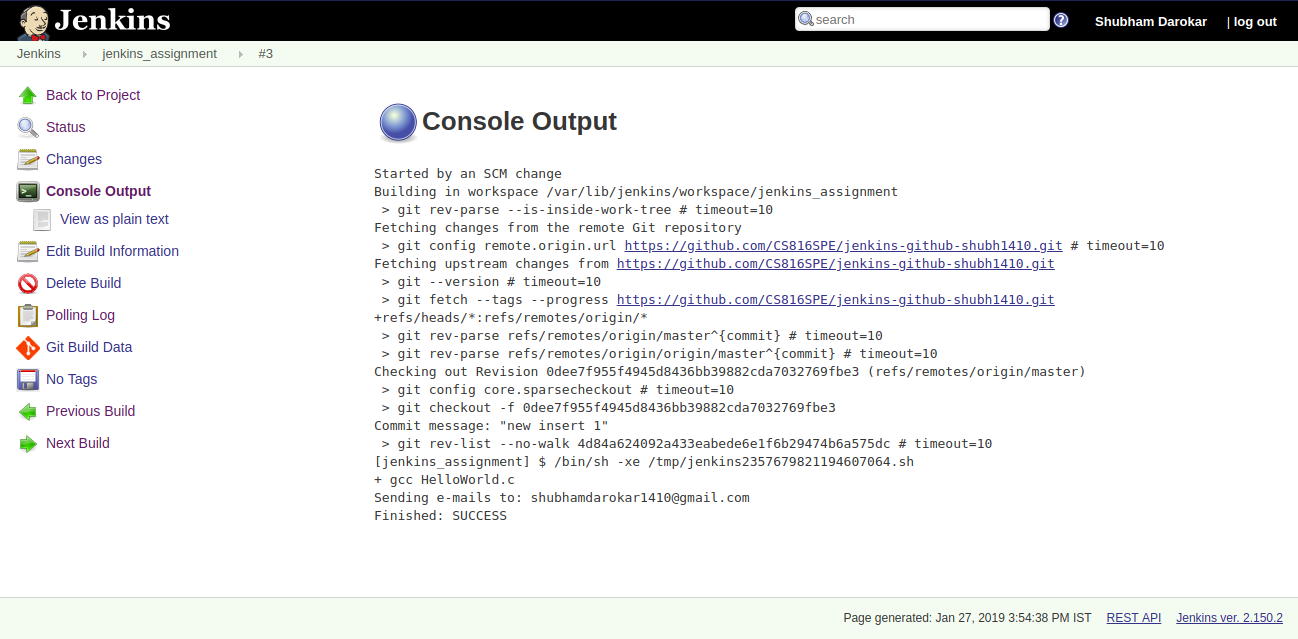 Jenkins
search
Shubham Darokar
| log out
Jenkins jenkins_assignment #3
Back to Project
Status
Changes
Console Output
View as plain text
Edit Build Information
Delete Build
Polling Log
Git Build Data
No Tags
Previous Build
Next Build
Console Output
Started by an SCM change
Building in workspace /var/lib/jenkins/workspace/jenkins_assignment
 > git rev-parse --is-inside-work-tree # timeout=10
Fetching changes from the remote Git repository
 > git config remote.origin.url https://github.com/CS816SPE/jenkins-github-shubh1410.git # timeout=10
Fetching upstream changes from https://github.com/CS816SPE/jenkins-github-shubh1410.git
 > git --version # timeout=10
 > git fetch --tags --progress https://github.com/CS816SPE/jenkins-github-shubh1410.git
+refs/heads/*:refs/remotes/origin/*
 > git rev-parse refs/remotes/origin/master^{commit} # timeout=10
 > git rev-parse refs/remotes/origin/origin/master^{commit} # timeout=10
Checking out Revision 0dee7f955f4945d8436bb39882cda7032769fbe3 (refs/remotes/origin/master)
 > git config core.sparsecheckout # timeout=10
 > git checkout -f 0dee7f955f4945d8436bb39882cda7032769fbe3
Commit message: "new insert 1"
 > git rev-list --no-walk 4d84a624092a433eabede6e1f6b29474b6a575dc # timeout=10
[jenkins_assignment] $ /bin/sh -xe /tmp/jenkins2357679821194607064.sh
+ gcc HelloWorld.c
Sending e-mails to: shubhamdarokar1410@gmail.com
Finished: SUCCESS
Page generated: Jan 27, 2019 3:54:38 PM IST REST API Jenkins ver. 2.150.2